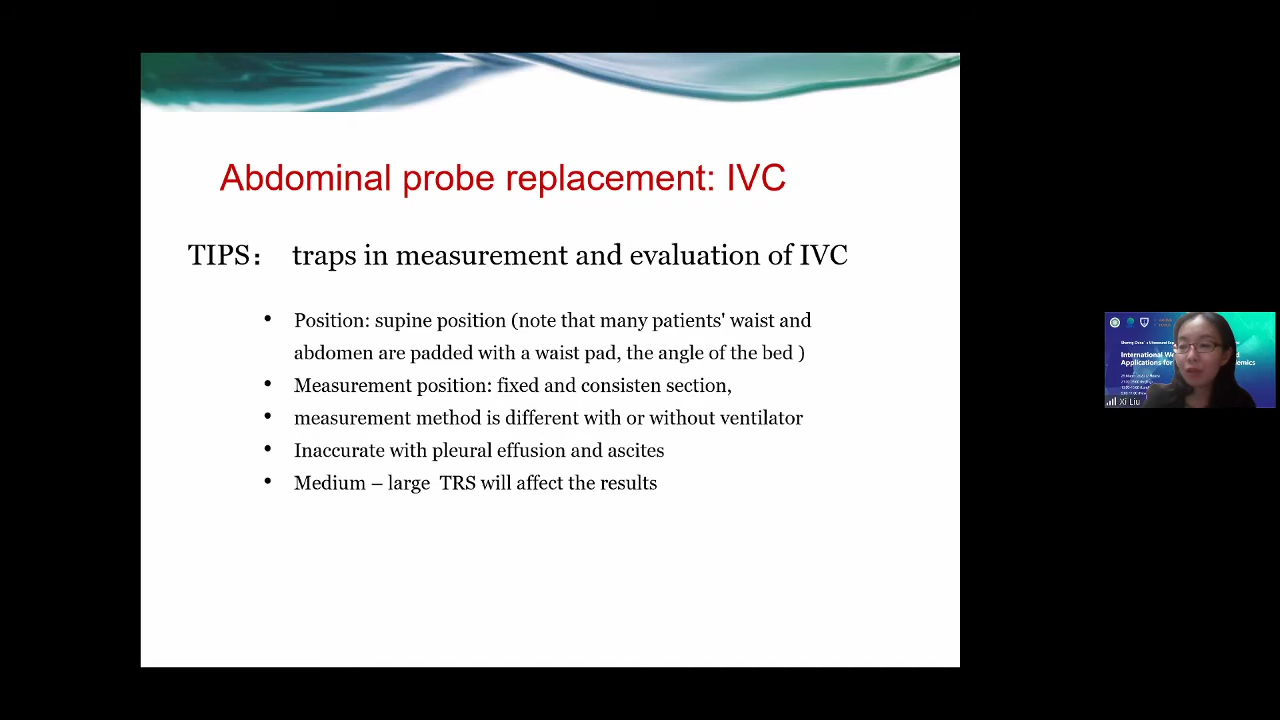 Abdominal probe replacement: IVC
TIPS： traps in measurement and evaluation of IVC
• Position: supine position (note that many patients' waist and
abdomen are padded with a waist pad, the angle of the bed )
• Measurement position: fixed and consisten section,
• measurement method is different with or without ventilator
• Inaccurate with pleural effusion and ascites
• Medium – large TRS will affect the results
International We
Applications for
emics
Xi Liu